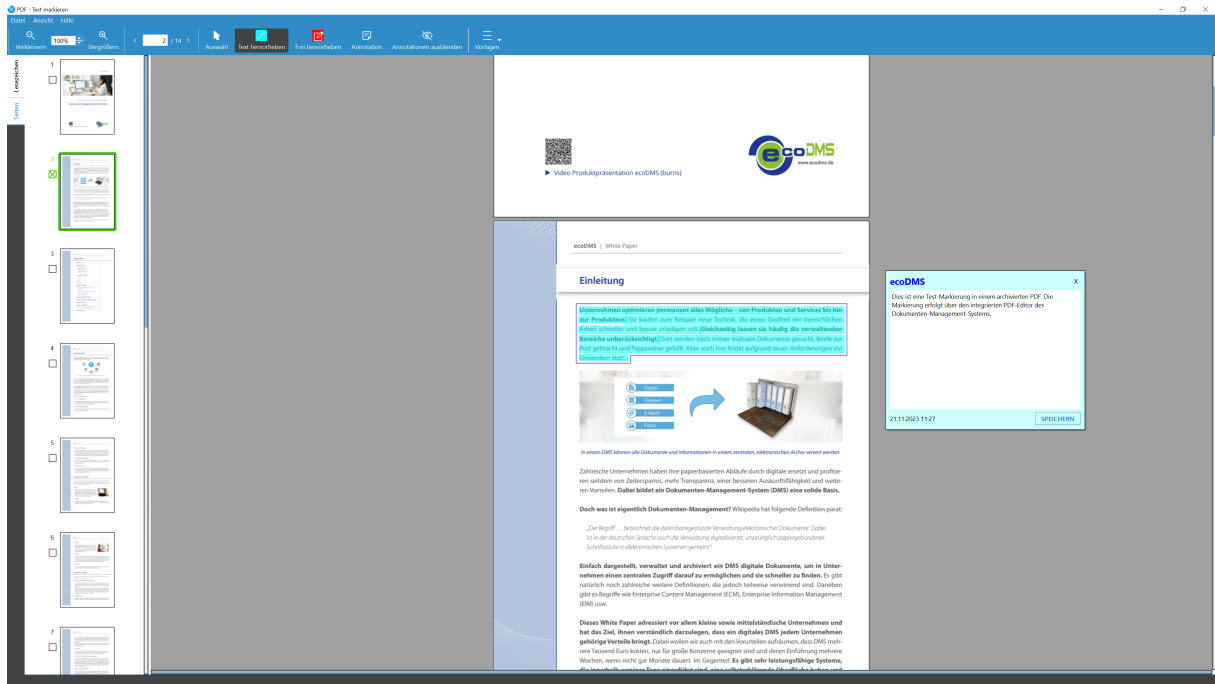 PDF - Text markieren
Datei Ansicht Hilfe
Verkleinern 100% Vergrößern 2 / 14 Auswahl Text hervorheben Frei hervorheben Annotation Annotationen ausblenden Vorlagen
Lesezeichen
Seiten
1
2
3
4
5
6
7
ecoDMS
www.ecodms.de
Video Produktpräsentation ecoDMS (burns)
ecoDMS | White Paper
Einleitung
Unternehmen optimieren permanent alles Mögliche – von Produkten und Services bis hin
zur Produktion. Sie kaufen zum Beispiel neue Technik, die einen Großteil der menschlichen
Arbeit schneller und besser erledigen soll. Gleichzeitig lassen sie häufig die verwaltenden
Bereiche unberücksichtigt. Dort werden noch immer mühsam Dokumente gesucht, Briefe zur
Post gebracht und Pappordner gefüllt. Aber auch hier findet aufgrund neuer Anforderungen ein
Umdenken statt.
Papier
Dateien
E-Mails
Fotos
In einem DMS können alle Dokumente und Informationen in einem zentralen, elektronischen Archiv vereint werden.
Zahlreiche Unternehmen haben ihre papierbasierten Abläufe durch digitale ersetzt und profitie-
ren seitdem von Zeitersparnis, mehr Transparenz, einer besseren Auskunftsfähigkeit und weite-
ren Vorteilen. Dabei bildet ein Dokumenten-Management-System (DMS) eine solide Basis.
Doch was ist eigentlich Dokumenten-Management? Wikipedia hat folgende Definition parat:
„Der Begriff … bezeichnet die datenbankgestützte Verwaltung elektronischer Dokumente. Dabei
ist in der deutschen Sprache auch die Verwaltung digitalisierter, ursprünglich papiergebundener
Schriftstücke in elektronischen Systemen gemeint."
Einfach dargestellt, verwaltet und archiviert ein DMS digitale Dokumente, um in Unter-
nehmen einen zentralen Zugriff darauf zu ermöglichen und sie schneller zu finden. Es gibt
natürlich noch zahlreiche weitere Definitionen, die jedoch teilweise verwirrend sind. Daneben
gibt es Begriffe wie Enterprise Content Management (ECM), Enterprise Information Management
(EIM) usw.
Dieses White Paper adressiert vor allem kleine sowie mittelständische Unternehmen und
hat das Ziel, ihnen verständlich darzulegen, dass ein digitales DMS jedem Unternehmen
gehörige Vorteile bringt. Dabei wollen wir auch mit den Vorurteilen aufräumen, dass DMS meh-
rere Tausend Euro kosten, nur für große Konzerne geeignet sind und deren Einführung mehrere
Wochen, wenn nicht gar Monate dauert. Im Gegenteil: Es gibt sehr leistungsfähige Systeme,
die innerhalb weniger Tage eingeführt sind, eine selbsterklärende Oberfläche haben und
ecoDMS X
Dies ist eine Test-Markierung in einem archivierten PDF. Die
Markierung erfolgt über den integrierten PDF-Editor des
Dokumenten-Management-Systems.
21.11.2023 11:27 SPEICHERN